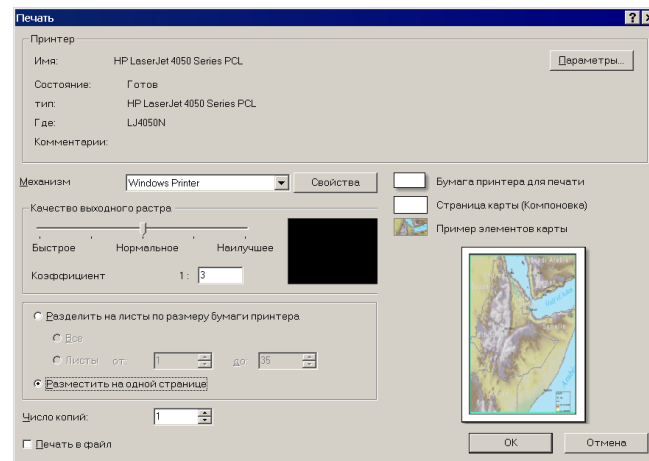 Печать
Принтер
Имя: HP LaserJet 4050 Series PCL
Параметры...
Состояние: Готов
тип: HP LaserJet 4050 Series PCL
Где: LJ4050N
Комментарии:
Механизм Windows Printer Свойства
Бумага принтера для печати
Качество выходного растра
Страница карты (Компоновка)
Пример элементов карты
Быстрое Нормальное Наилучшее
Коэффициент 1 : 3
Разделить на листы по размеру бумаги принтера
Все
Листы от: 1 до: 35
Разместить на одной странице
Число копий: 1
Печать в файл
OK Отмена